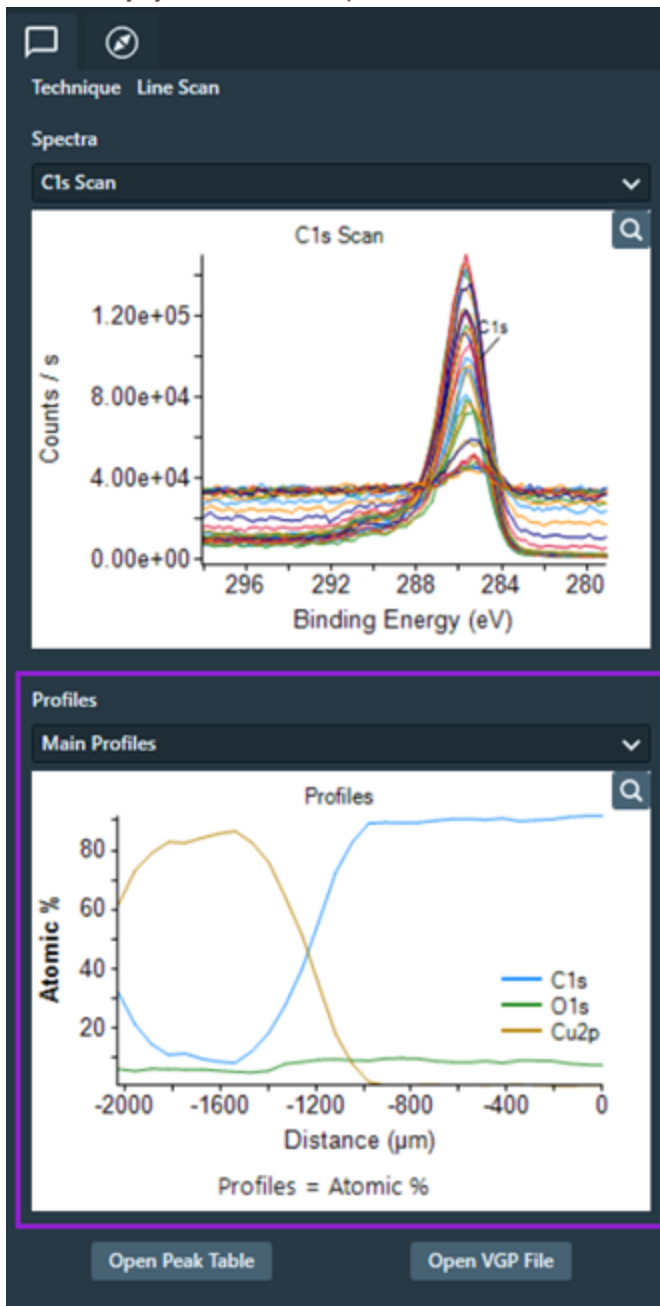 Technique Line Scan
Spectra
C1s Scan
C1s Scan
C1s
1.20e+05
8.00e+04
4.00e+04
0.00e+00
Counts / s
296 292 288 284 280
Binding Energy (eV)
Profiles
Main Profiles
Profiles
80
60
40
20
Atomic %
C1s
O1s
Cu2p
-2000 -1600 -1200 -800 -400 0
Distance (µm)
Profiles = Atomic %
Open Peak Table Open VGP File